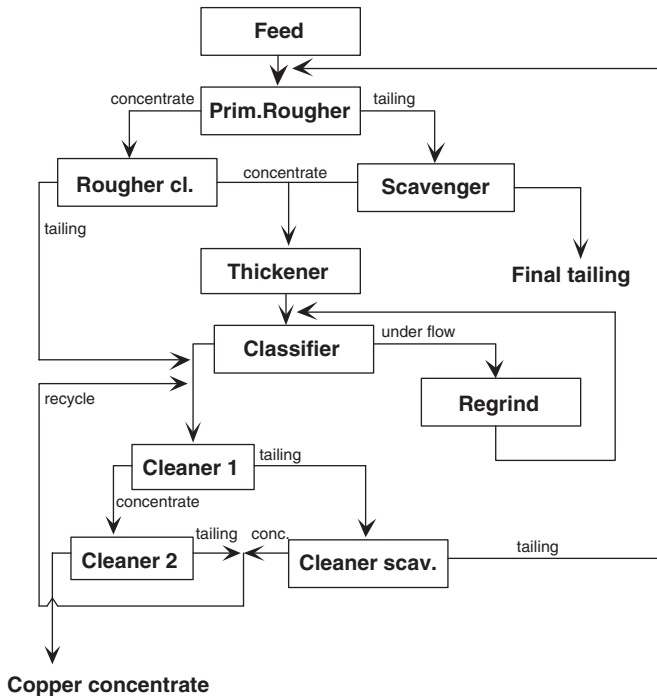 Feed
concentrate
tailing
Prim.Rougher
Rougher cl.
concentrate
Scavenger
tailing
Thickener
Final tailing
Classifier
under flow
recycle
Regrind
Cleaner 1
tailing
concentrate
Cleaner 2
tailing
conc.
Cleaner scav.
tailing
Copper concentrate